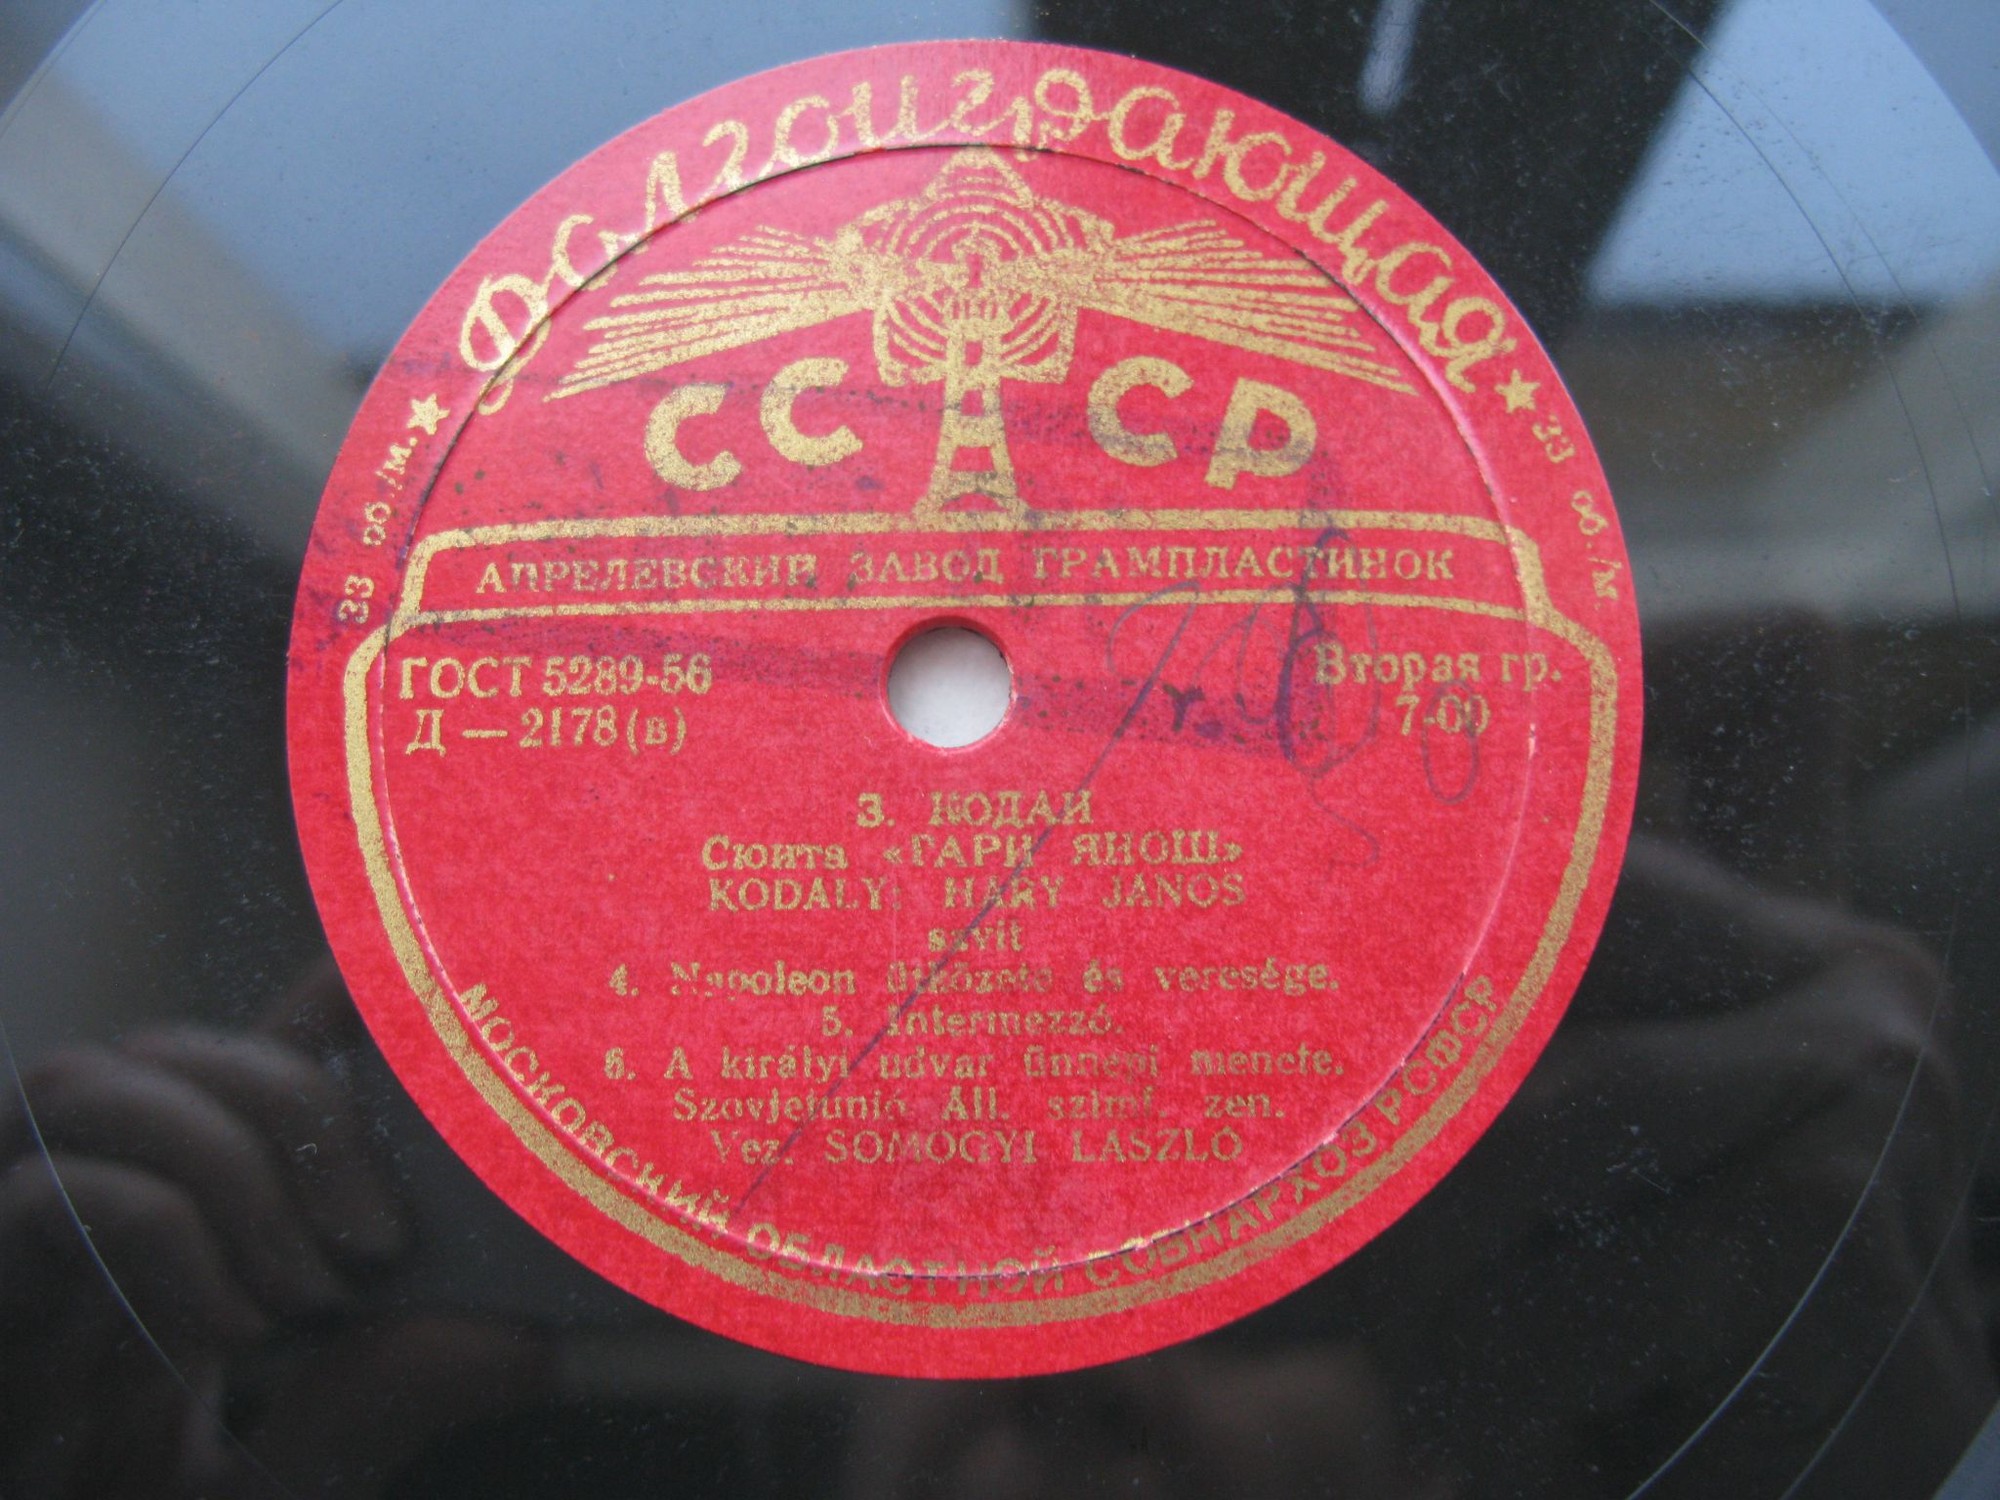 Долгоиграющая
★ 33 об./м.
33 об./м. ★
СССР
АПРЕЛЕВСКИЙ ЗАВОД ГРАМПЛАСТИНОК
ГОСТ 5289-56
Вторая гр.
Д — 2178 (в)
7-60
З. КОДАЙ
Сюита «ГАРИ ЯНОШ»
KODALY: HARY JANOS
szvit
4. Napoleon ütközete és veresége.
5. Intermezzó.
6. A királyi udvar ünnepi menete.
Szovjetunió Áll. szimf. zen.
Vez. SOMOGYI LASZLÓ
МОСКОВСКИЙ ОБЛАСТНОЙ СОВНАРХОЗ РСФСР